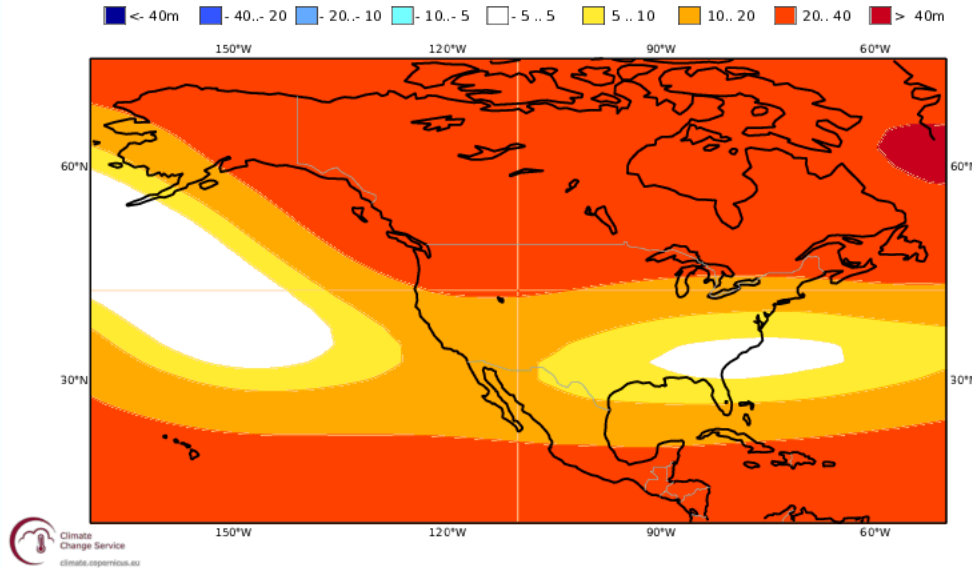 <- 40m - 40..- 20 - 20..- 10 - 10..- 5 - 5 .. 5 5 .. 10 10.. 20 20.. 40 > 40m
150°W 120°W 90°W 60°W
60°N 60°N
30°N 30°N
150°W 120°W 90°W 60°W
Climate
Change Service
climate.copernicus.eu